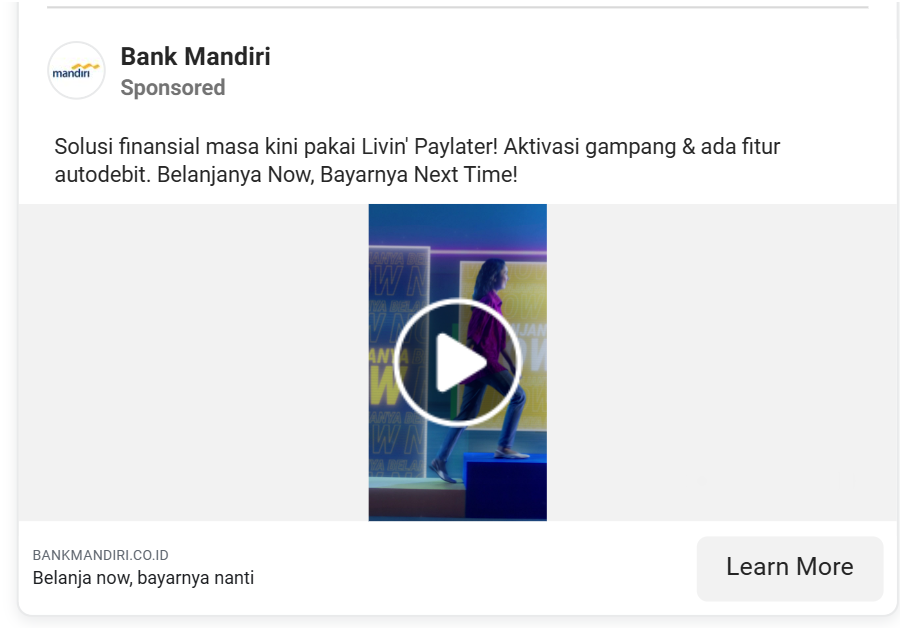 mandiri
Bank Mandiri
Sponsored
Solusi finansial masa kini pakai Livin' Paylater! Aktivasi gampang & ada fitur
autodebit. Belanjanya Now, Bayarnya Next Time!
BANKMANDIRI.CO.ID
Belanja now, bayarnya nanti
Learn More